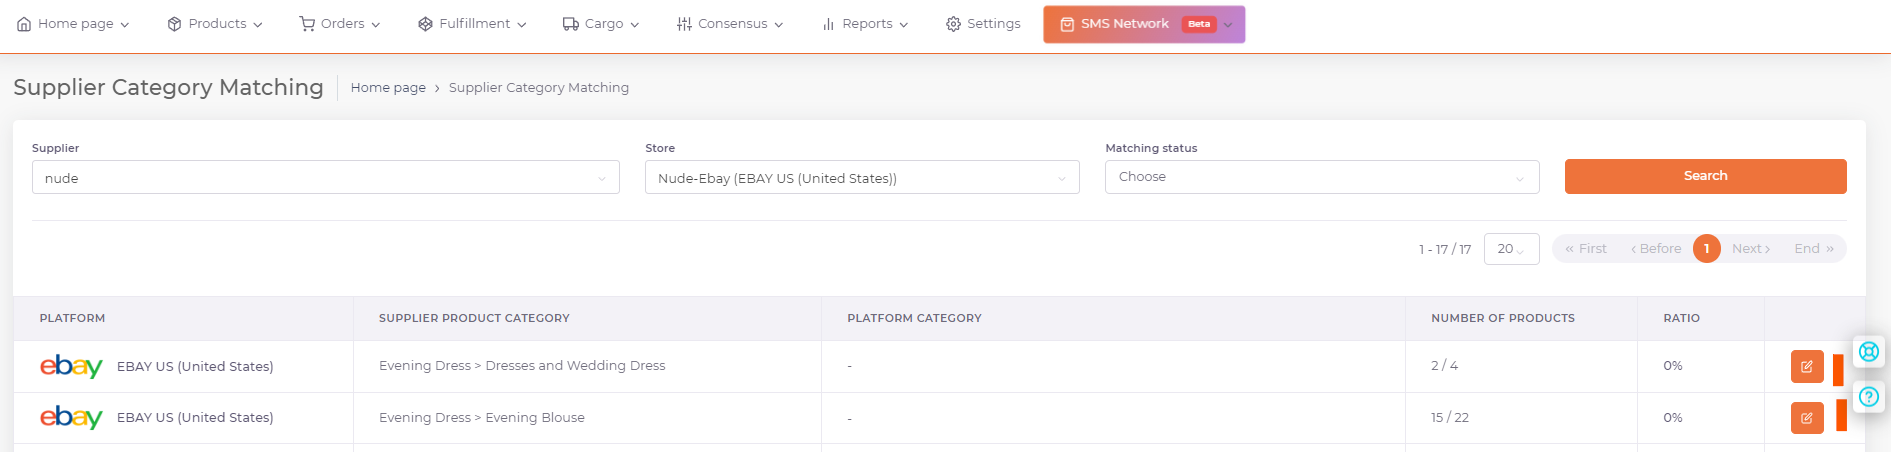 Home page Products Orders Fulfillment Cargo Consensus Reports Settings SMS Network Beta
Supplier Category Matching Home page > Supplier Category Matching
Supplier Store Matching status
nude Nude-Ebay (EBAY US (United States)) Choose Search
1 - 17 / 17 20 « First ‹ Before 1 Next › End »
PLATFORM SUPPLIER PRODUCT CATEGORY PLATFORM CATEGORY NUMBER OF PRODUCTS RATIO
ebay EBAY US (United States) Evening Dress > Dresses and Wedding Dress - 2 / 4 0%
ebay EBAY US (United States) Evening Dress > Evening Blouse - 15 / 22 0%